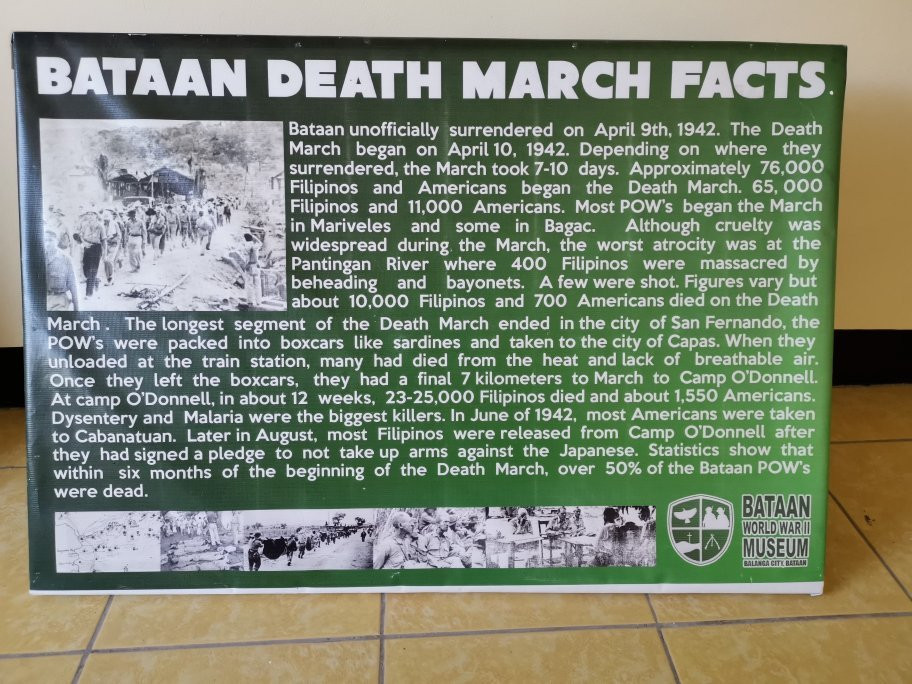 BATAAN DEATH MARCH FACTS.
Bataan unofficially surrendered on April 9th, 1942. The Death
March began on April 10, 1942. Depending on where they
surrendered, the March took 7-10 days. Approximately 76,000
Filipinos and Americans began the Death March. 65, 000
Filipinos and 11,000 Americans. Most POW's began the March
in Mariveles and some in Bagac. Although cruelty was
widespread during the March, the worst atrocity was at the
Pantingan River where 400 Filipinos were massacred by
beheading and bayonets. A few were shot. Figures vary but
about 10,000 Filipinos and 700 Americans died on the Death
March . The longest segment of the Death March ended in the city of San Fernando, the
POW's were packed into boxcars like sardines and taken to the city of Capas. When they
unloaded at the train station, many had died from the heat and lack of breathable air.
Once they left the boxcars, they had a final 7 kilometers to March to Camp O'Donnell.
At camp O'Donnell, in about 12 weeks, 23-25,000 Filipinos died and about 1,550 Americans.
Dysentery and Malaria were the biggest killers. In June of 1942, most Americans were taken
to Cabanatuan. Later in August, most Filipinos were released from Camp O'Donnell after
they had signed a pledge to not take up arms against the Japanese. Statistics show that
within six months of the beginning of the Death March, over 50% of the Bataan POW's
were dead.
BATAAN
WORLD WAR II
MUSEUM
BALANGA CITY, BATAAN